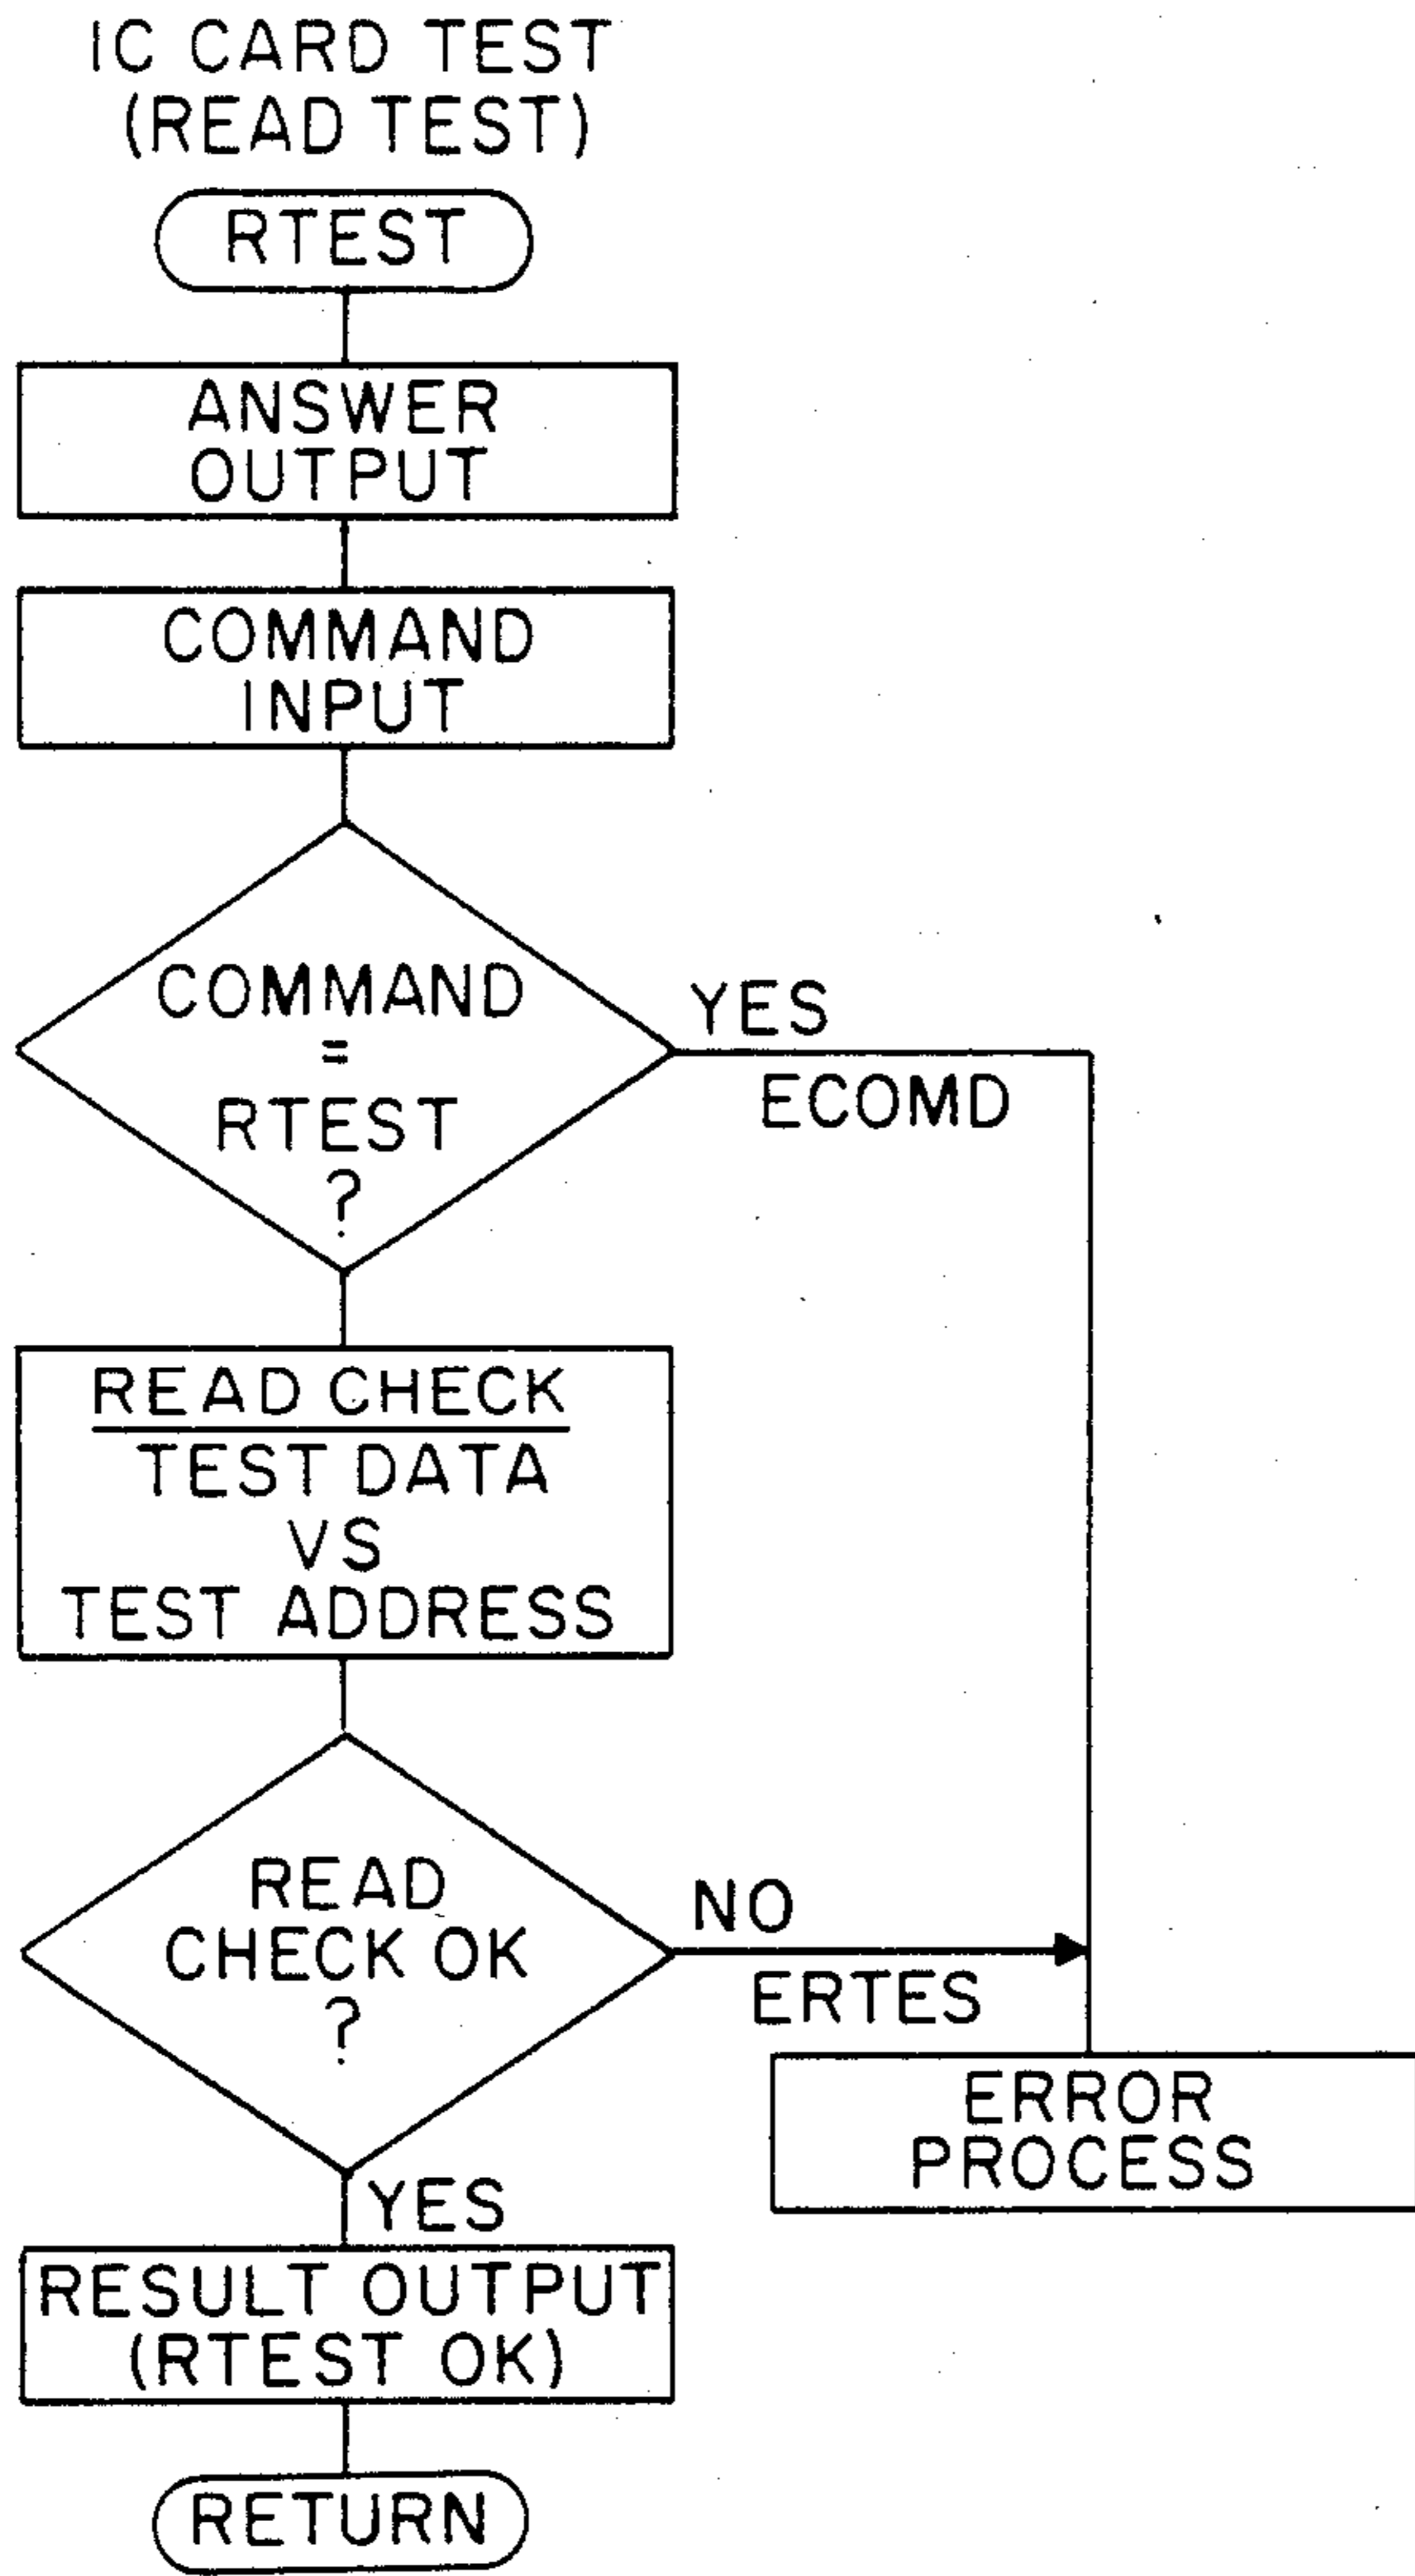 IC CARD TEST
(READ TEST)
RTEST
ANSWER
OUTPUT
COMMAND
INPUT
COMMAND
=
RTEST
?
YES
ECOMD
READ CHECK
TEST DATA
VS
TEST ADDRESS
READ
CHECK OK
?
NO
ERTES
ERROR
PROCESS
YES
RESULT OUTPUT
(RTEST OK)
RETURN